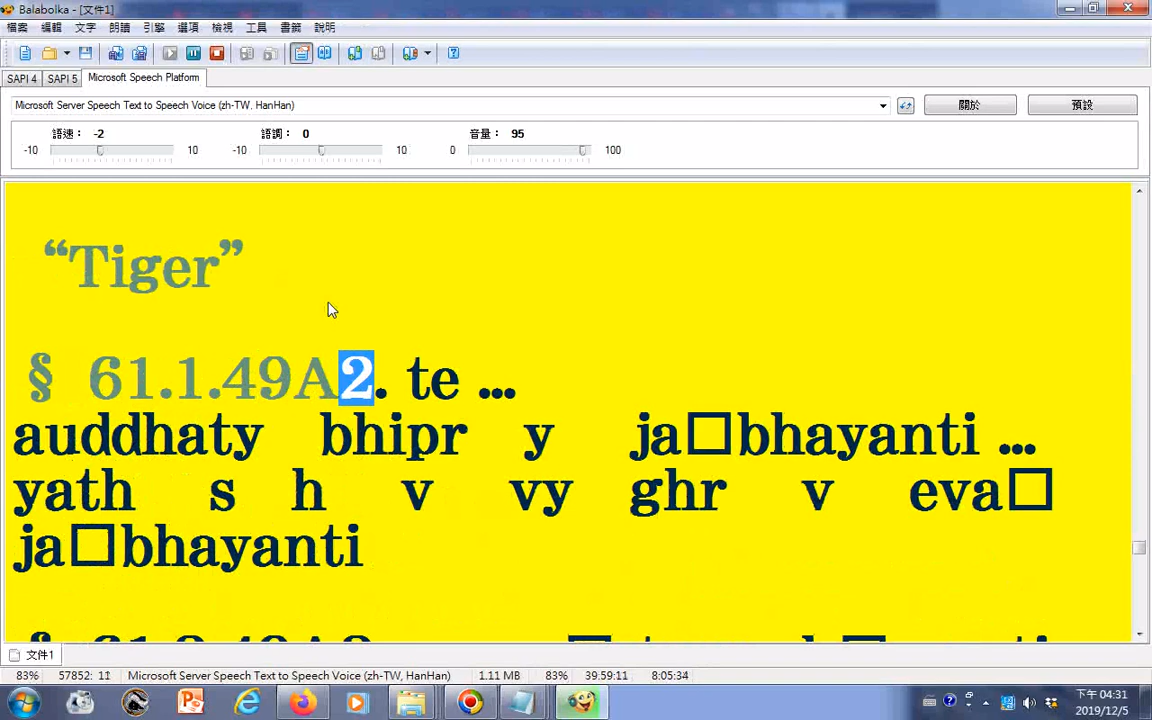 Balabolka - [文件1]
檔案 編輯 文字 朗讀 引擎 選項 檢視 工具 書籤 說明
SAPI 4 SAPI 5 Microsoft Speech Platform
Microsoft Server Speech Text to Speech Voice (zh-TW, HanHan) 關於 預設
語速： -2 語調： 0 音量： 95
-10 10 -10 10 0 100
“Tiger”
§ 61.1.49A2. te ...
auddhaty bhipr y ja□bhayanti ...
yath s h v vy ghr v eva□
ja□bhayanti
文件1
83% 57852: 11 Microsoft Server Speech Text to Speech Voice (zh-TW, HanHan) 1.11 MB 83% 39:59:11 8:05:34
下午 04:31
2019/12/5